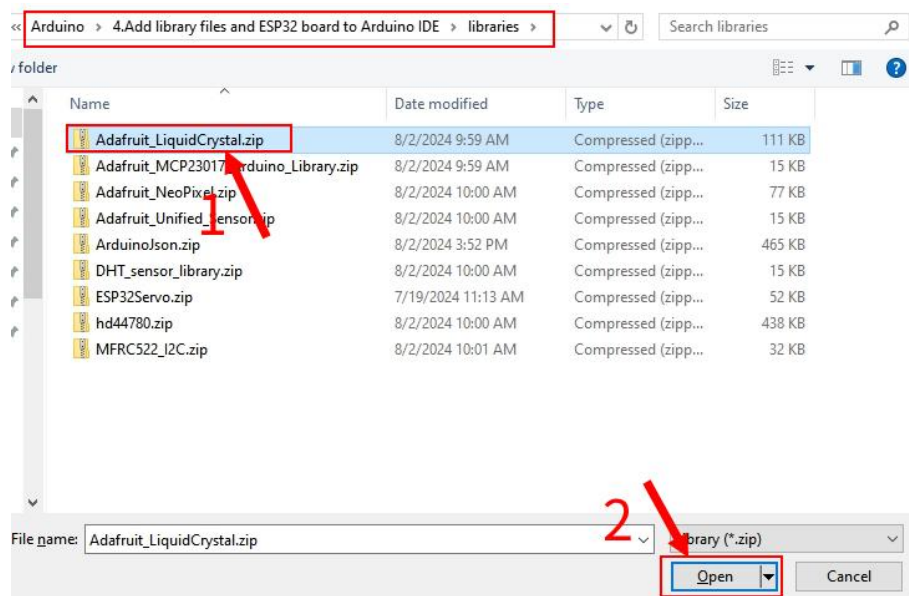 « Arduino > 4.Add library files and ESP32 board to Arduino IDE > libraries > Search libraries
folder
Name Date modified Type Size
Adafruit_LiquidCrystal.zip 8/2/2024 9:59 AM Compressed (zipp... 111 KB
8/2/2024 9:59 AM Compressed (zipp... 15 KB
Adafruit_NeoPixel.zip 8/2/2024 10:00 AM Compressed (zipp... 77 KB
8/2/2024 10:00 AM Compressed (zipp... 15 KB
ArduinoJson.zip 8/2/2024 3:52 PM Compressed (zipp... 465 KB
DHT_sensor_library.zip 8/2/2024 10:00 AM Compressed (zipp... 15 KB
ESP32Servo.zip 7/19/2024 11:13 AM Compressed (zipp... 52 KB
hd44780.zip 8/2/2024 10:00 AM Compressed (zipp... 438 KB
MFRC522_I2C.zip 8/2/2024 10:01 AM Compressed (zipp... 32 KB
1
2
File name: Adafruit_LiquidCrystal.zip (*.zip)
Open Cancel